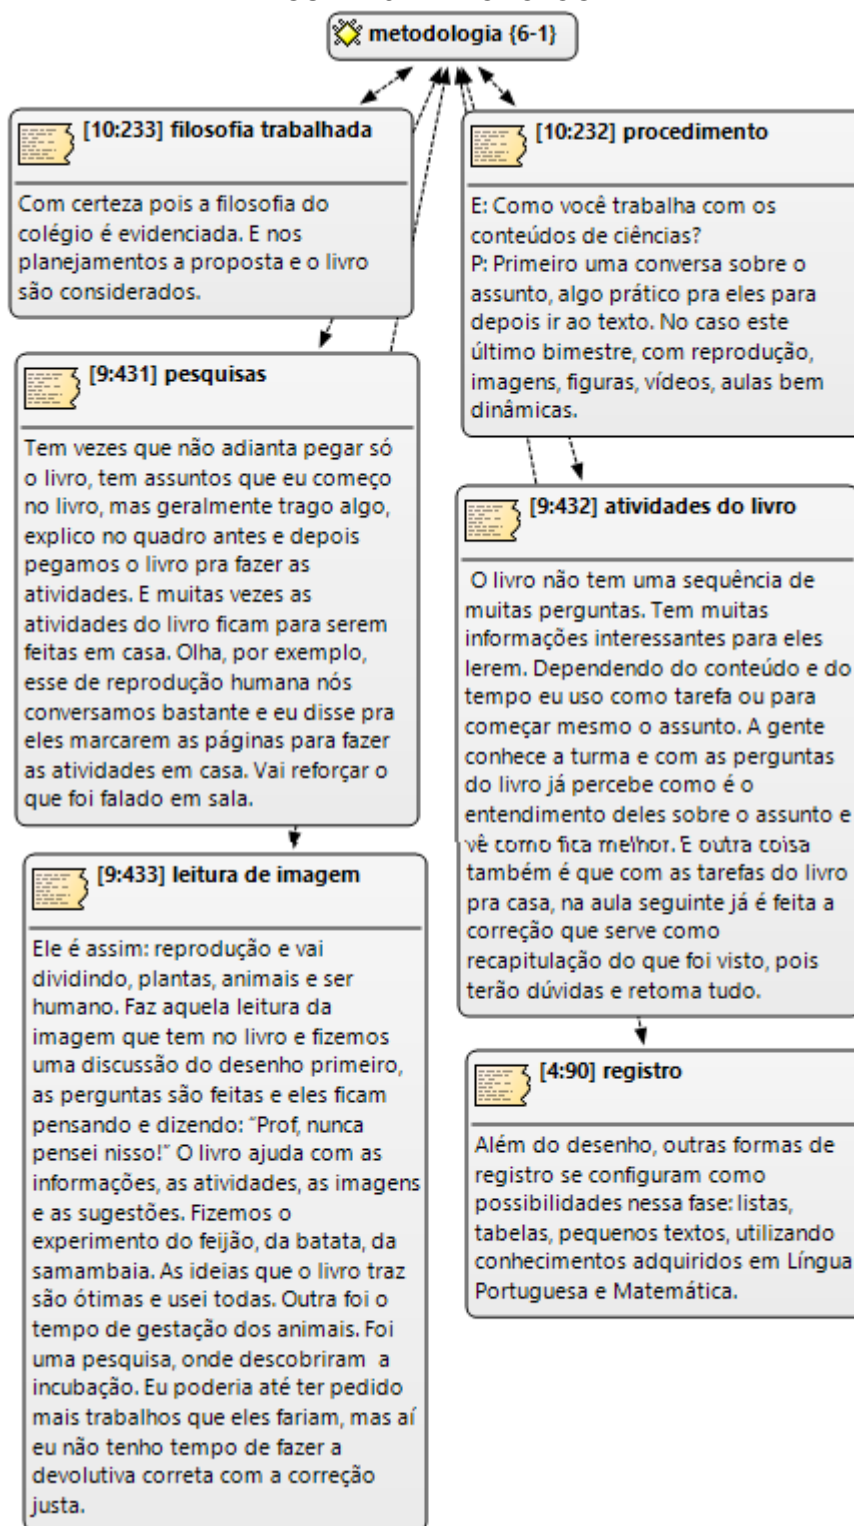 metodologia {6-1}
[10:233] filosofia trabalhada
Com certeza pois a filosofia do
colégio é evidenciada. E nos
planejamentos a proposta e o livro
são considerados.
[10:232] procedimento
E: Como você trabalha com os
conteúdos de ciências?
P: Primeiro uma conversa sobre o
assunto, algo prático pra eles para
depois ir ao texto. No caso este
último bimestre, com reprodução,
imagens, figuras, vídeos, aulas bem
dinâmicas.
[9:431] pesquisas
Tem vezes que não adianta pegar só
o livro, tem assuntos que eu começo
no livro, mas geralmente trago algo,
explico no quadro antes e depois
pegamos o livro pra fazer as
atividades. E muitas vezes as
atividades do livro ficam para serem
feitas em casa. Olha, por exemplo,
esse de reprodução humana nós
conversamos bastante e eu disse pra
eles marcarem as páginas para fazer
as atividades em casa. Vai reforçar o
que foi falado em sala.
[9:432] atividades do livro
O livro não tem uma sequência de
muitas perguntas. Tem muitas
informações interessantes para eles
lerem. Dependendo do conteúdo e do
tempo eu uso como tarefa ou para
começar mesmo o assunto. A gente
conhece a turma e com as perguntas
do livro já percebe como é o
entendimento deles sobre o assunto e
vê como fica melhor. E outra coisa
também é que com as tarefas do livro
pra casa, na aula seguinte já é feita a
correção que serve como
recapitulação do que foi visto, pois
terão dúvidas e retoma tudo.
[9:433] leitura de imagem
Ele é assim: reprodução e vai
dividindo, plantas, animais e ser
humano. Faz aquela leitura da
imagem que tem no livro e fizemos
uma discussão do desenho primeiro,
as perguntas são feitas e eles ficam
pensando e dizendo: “Prof, nunca
pensei nisso!” O livro ajuda com as
informações, as atividades, as imagens
e as sugestões. Fizemos o
experimento do feijão, da batata, da
samambaia. As ideias que o livro traz
são ótimas e usei todas. Outra foi o
tempo de gestação dos animais. Foi
uma pesquisa, onde descobriram a
incubação. Eu poderia até ter pedido
mais trabalhos que eles fariam, mas aí
eu não tenho tempo de fazer a
devolutiva correta com a correção
justa.
[4:90] registro
Além do desenho, outras formas de
registro se configuram como
possibilidades nessa fase: listas,
tabelas, pequenos textos, utilizando
conhecimentos adquiridos em Língua
Portuguesa e Matemática.